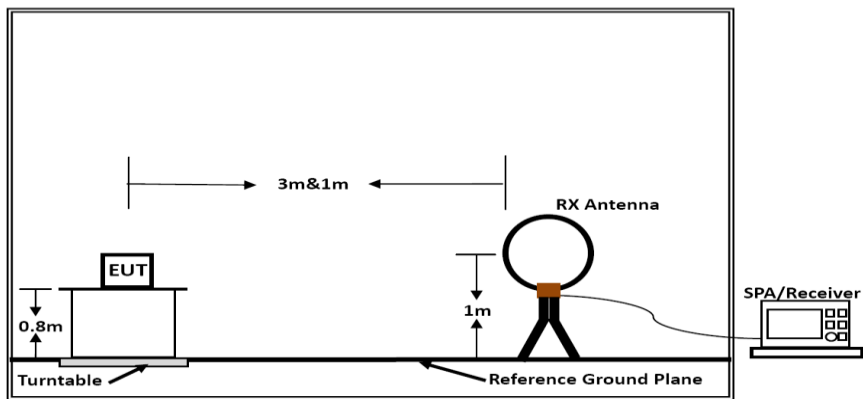 3m&1m
RX Antenna
EUT
SPA/Receiver
0.8m
1m
Turntable
Reference Ground Plane